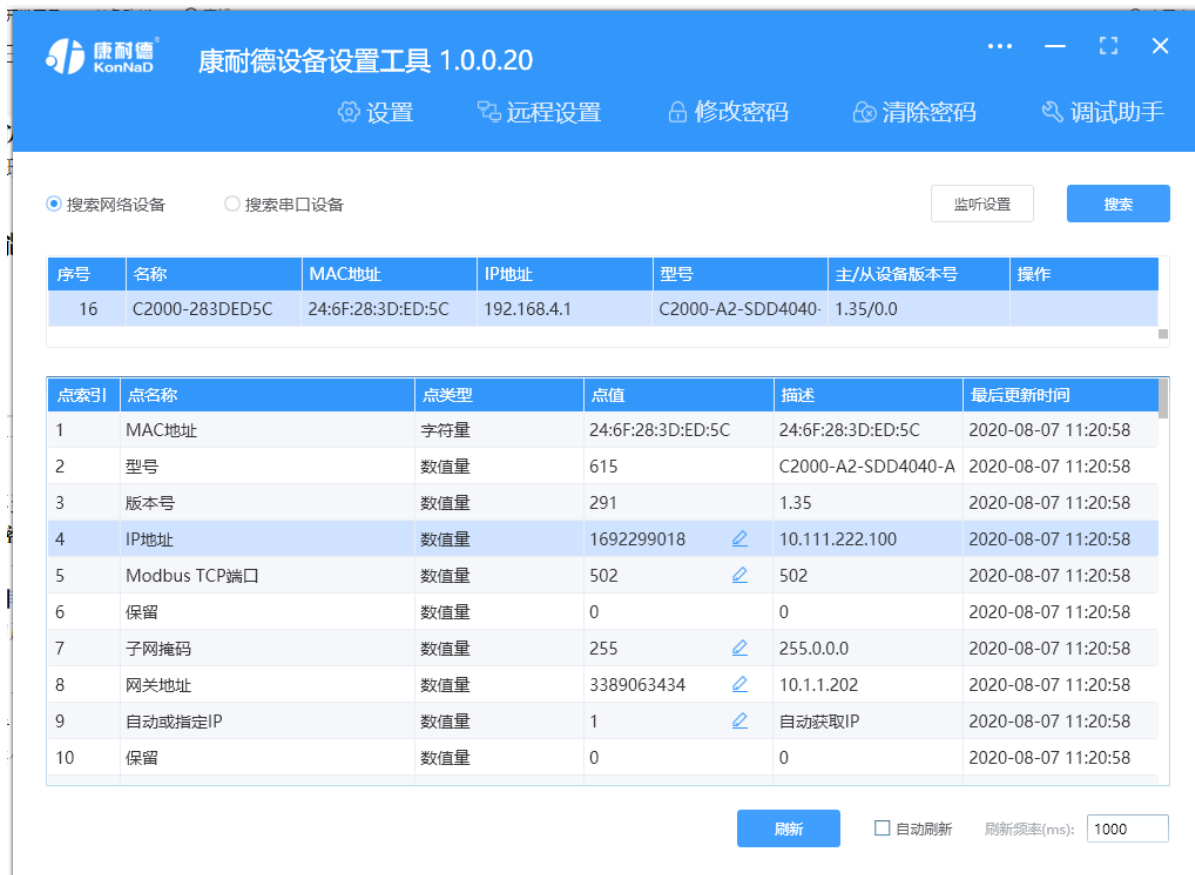 康耐德®
KonNaD
康耐德设备设置工具 1.0.0.20
设置 远程设置 修改密码 清除密码 调试助手
搜索网络设备 搜索串口设备 监听设置 搜索
序号 名称 MAC地址 IP地址 型号 主/从设备版本号 操作
16 C2000-283DED5C 24:6F:28:3D:ED:5C 192.168.4.1 C2000-A2-SDD4040- 1.35/0.0
点索引 点名称 点类型 点值 描述 最后更新时间
1 MAC地址 字符量 24:6F:28:3D:ED:5C 24:6F:28:3D:ED:5C 2020-08-07 11:20:58
2 型号 数值量 615 C2000-A2-SDD4040-A 2020-08-07 11:20:58
3 版本号 数值量 291 1.35 2020-08-07 11:20:58
4 IP地址 数值量 1692299018 10.111.222.100 2020-08-07 11:20:58
5 Modbus TCP端口 数值量 502 502 2020-08-07 11:20:58
6 保留 数值量 0 0 2020-08-07 11:20:58
7 子网掩码 数值量 255 255.0.0.0 2020-08-07 11:20:58
8 网关地址 数值量 3389063434 10.1.1.202 2020-08-07 11:20:58
9 自动或指定IP 数值量 1 自动获取IP 2020-08-07 11:20:58
10 保留 数值量 0 0 2020-08-07 11:20:58
刷新 自动刷新 刷新频率(ms): 1000